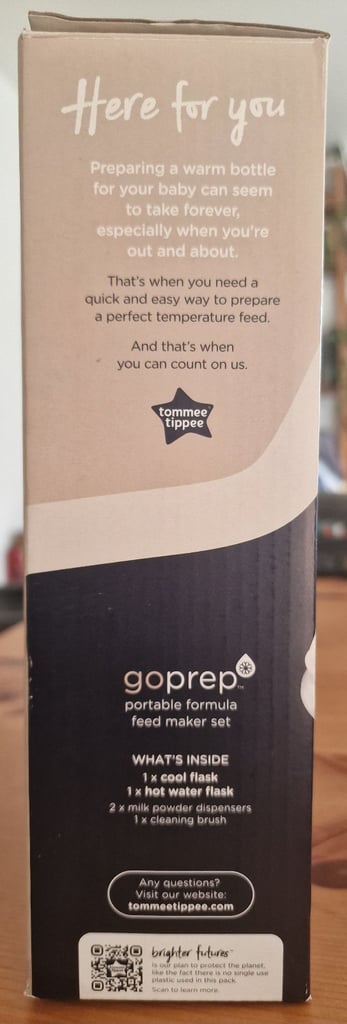 Here for you
Preparing a warm bottle
for your baby can seem
to take forever,
especially when you're
out and about.
That's when you need a
quick and easy way to prepare
a perfect temperature feed.
And that's when
you can count on us.
tommee
tippee
goprep™
portable formula
feed maker set
WHAT'S INSIDE
1 x cool flask
1 x hot water flask
2 x milk powder dispensers
1 x cleaning brush
Any questions?
Visit our website:
tommeetippee.com
brighter futures™
is our plan to protect the planet,
like the fact there is no single use
plastic used in this pack.
Scan to learn more.